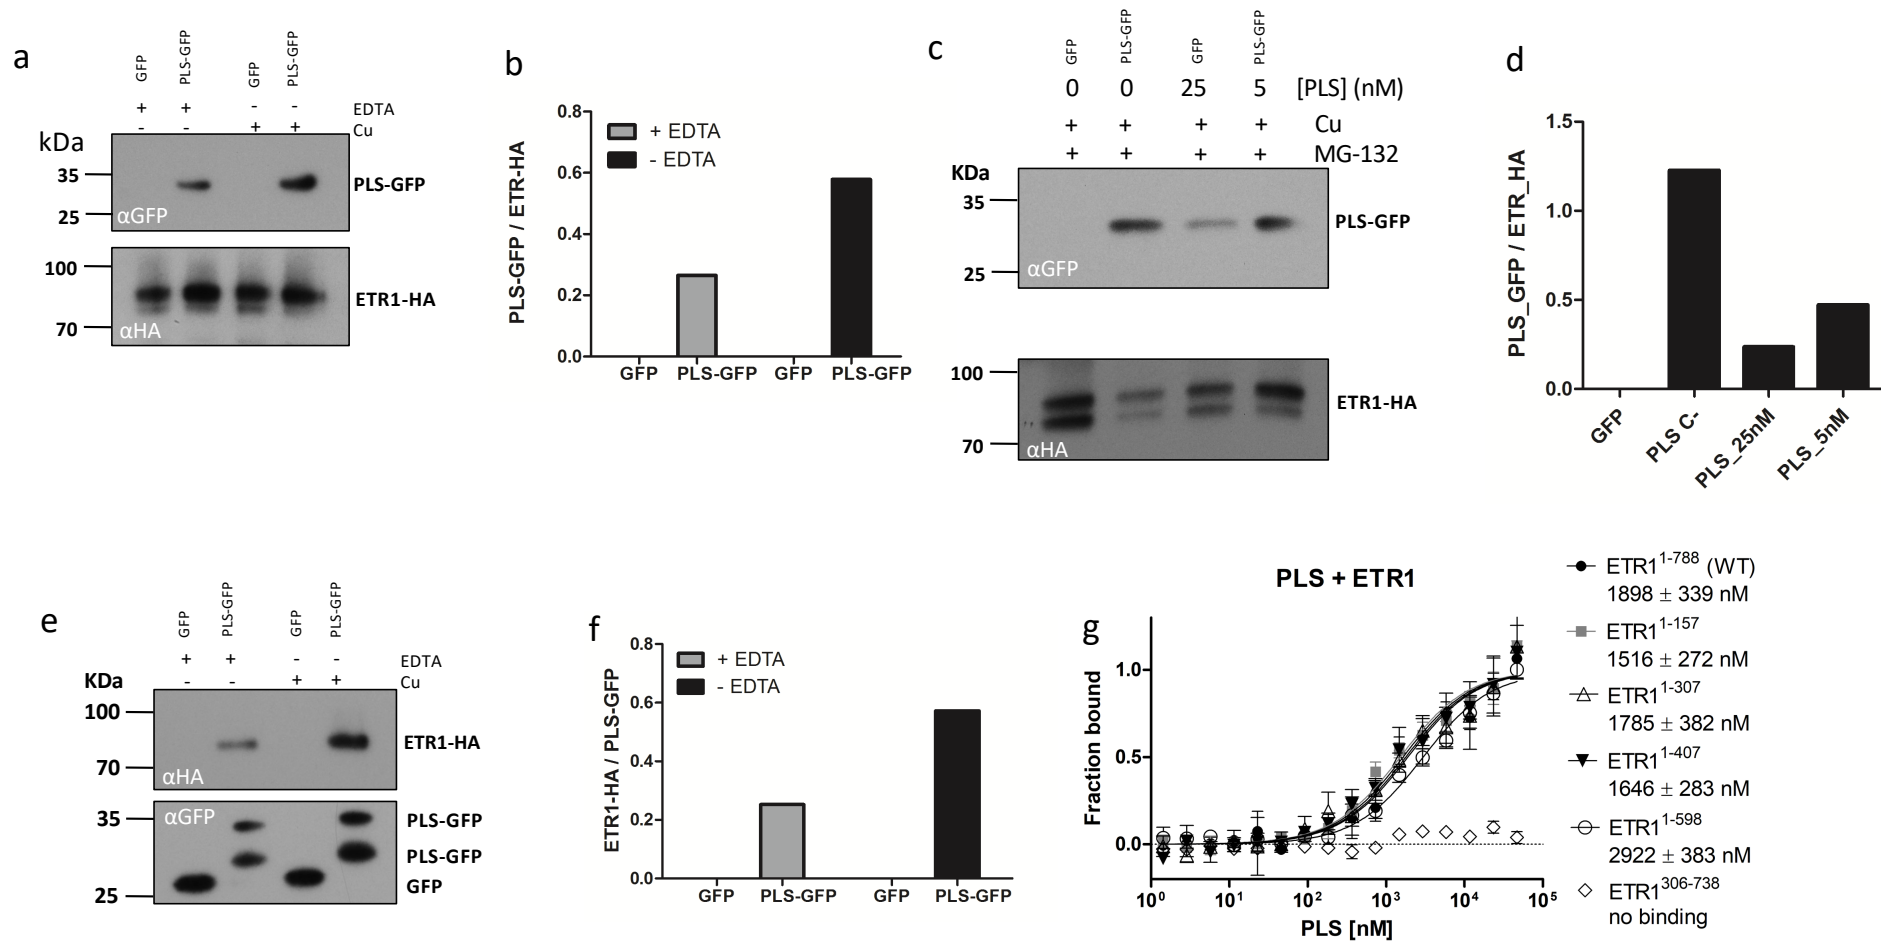 a
GFP
PLS-GFP
GFP
PLS-GFP
+ + - - EDTA
- - + + Cu
kDa
35
25
αGFP
PLS-GFP
100
70
αHA
ETR1-HA
b
PLS-GFP / ETR-HA
0.8
0.6
0.4
0.2
0.0
+ EDTA
- EDTA
GFP PLS-GFP GFP PLS-GFP
c
GFP
PLS-GFP
GFP
PLS-GFP
0 0 25 5 [PLS] (nM)
+ + + + Cu
+ + + + MG-132
KDa
35
25
αGFP
PLS-GFP
100
70
αHA
ETR1-HA
d
PLS_GFP / ETR_HA
1.5
1.0
0.5
0.0
GFP
PLS C-
PLS_25nM
PLS_5nM
e
GFP
PLS-GFP
GFP
PLS-GFP
+ + - - EDTA
- - + + Cu
KDa
100
70
αHA
ETR1-HA
35
25
αGFP
PLS-GFP
PLS-GFP
GFP
f
ETR1-HA / PLS-GFP
0.8
0.6
0.4
0.2
0.0
+ EDTA
- EDTA
GFP PLS-GFP GFP PLS-GFP
g
PLS + ETR1
Fraction bound
1.0
0.5
0.0
10⁰ 10¹ 10² 10³ 10⁴ 10⁵
PLS [nM]
ETR1¹⁻⁷⁸⁸ (WT)
1898 ± 339 nM
ETR1¹⁻¹⁵⁷
1516 ± 272 nM
ETR1¹⁻³⁰⁷
1785 ± 382 nM
ETR1¹⁻⁴⁰⁷
1646 ± 283 nM
ETR1¹⁻⁵⁹⁸
2922 ± 383 nM
ETR1³⁰⁶⁻⁷³⁸
no binding